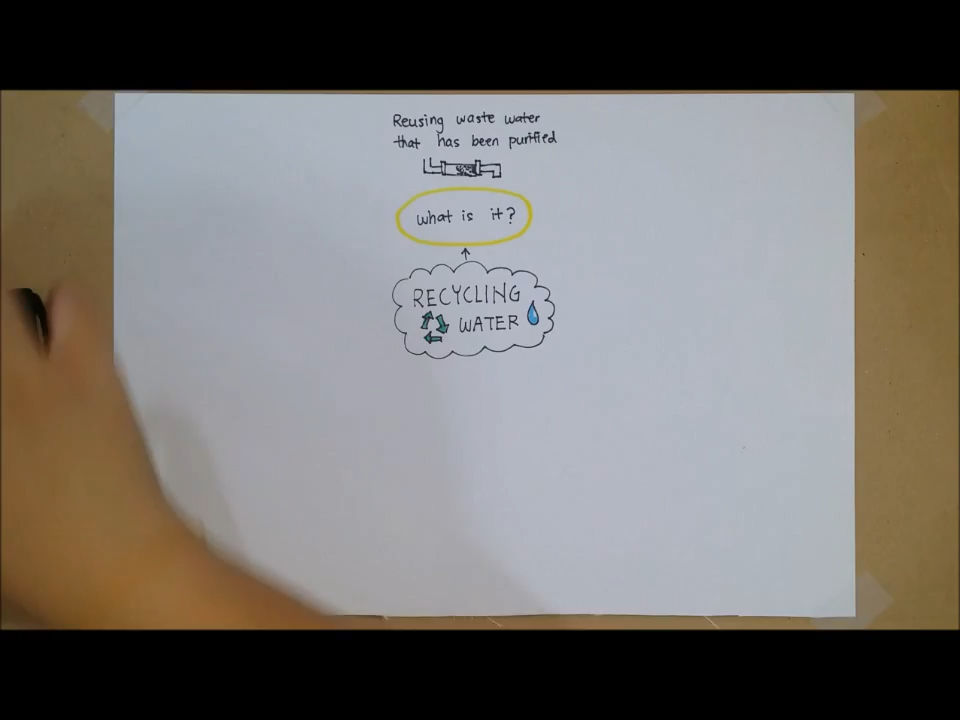 Reusing waste water
that has been purified
what is it?
RECYCLING
WATER